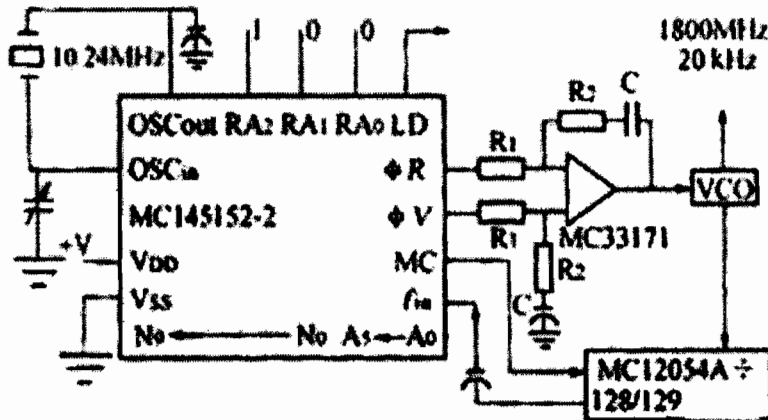 1800MHz
20 kHz
10.24MHz
1 0 0
C
R2
OSCout RA2 RA1 RA0 LD
R1
OSCin
ΦR
VCO
MC145152-2
ΦV
R1
MC33171
+V
VDD
MC
R2
VSS
fin
C
N9 N0 A5 A0
MC12054A ÷
128/129